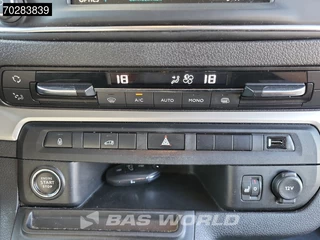 70283839
18 18
A/C AUTO MONO
START STOP
12V
BAS WORLD